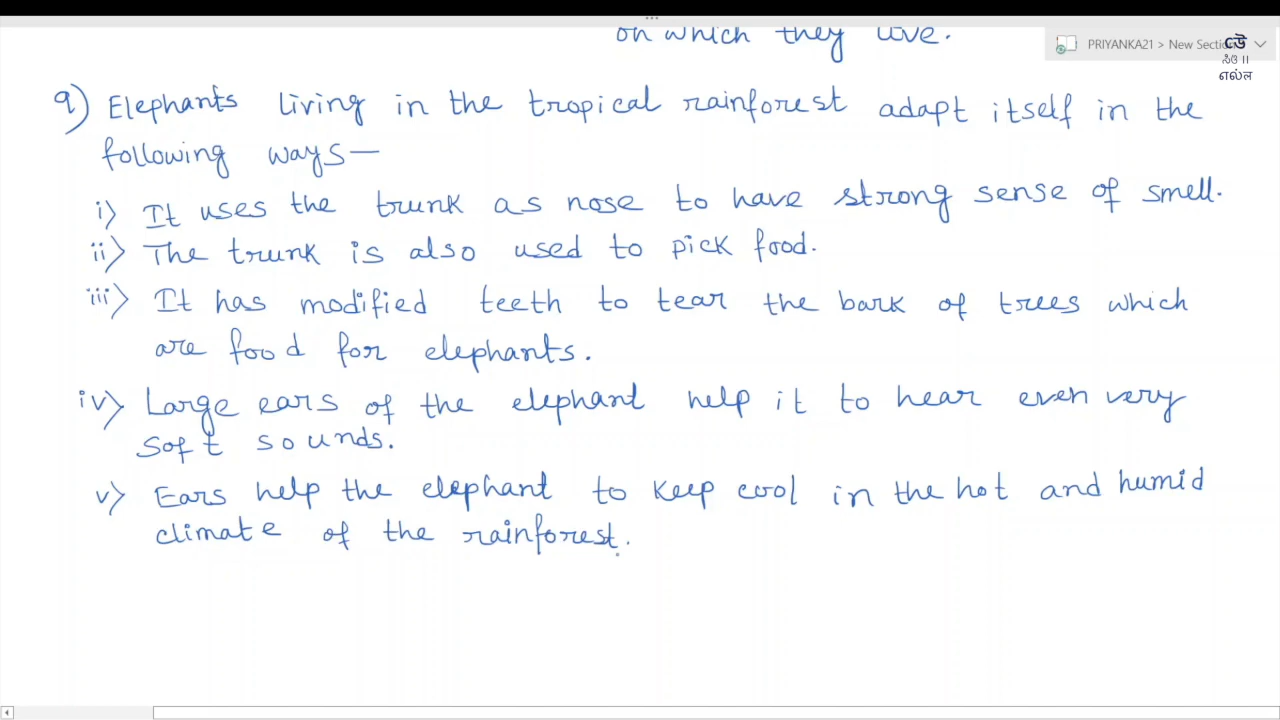 on which they live.
PRIYANKA21 > New Section
9) Elephants living in the tropical rainforest adapt itself in the
following ways—
i) It uses the trunk as nose to have strong sense of smell.
ii) The trunk is also used to pick food.
iii) It has modified teeth to tear the bark of trees which
are food for elephants.
iv) Large ears of the elephant help it to hear even very
soft sounds.
v) Ears help the elephant to keep cool in the hot and humid
climate of the rainforest.